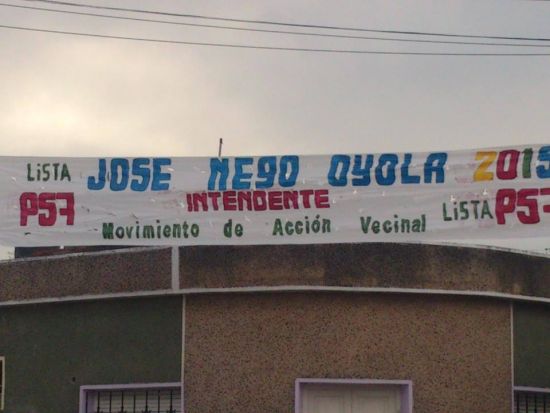 LiSTA JOSE NEGO OYOLA 2015
P57 INTENDENTE LiSTA P57
Movimiento de Acción Vecinal